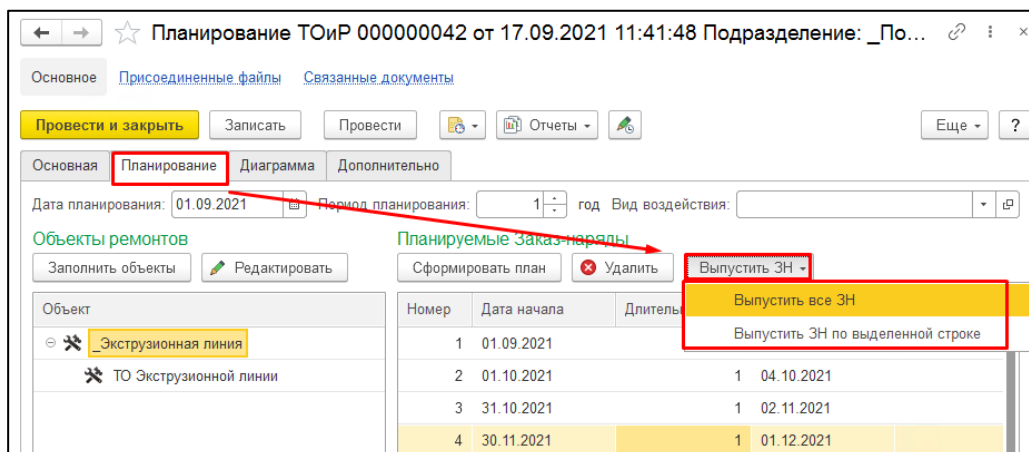 Планирование ТОиР 000000042 от 17.09.2021 11:41:48 Подразделение: _По...
Основное Присоединенные файлы Связанные документы
Провести и закрыть Записать Провести Отчеты Еще ?
Основная Планирование Диаграмма Дополнительно
Дата планирования: 01.09.2021 Период планирования: 1 год Вид воздействия:
Объекты ремонтов Планируемые Заказ-наряды
Заполнить объекты Редактировать Сформировать план Удалить Выпустить ЗН
Объект Номер Дата начала Длитель Выпустить все ЗН
_Экструзионная линия 1 01.09.2021 Выпустить ЗН по выделенной строке
ТО Экструзионной линии 2 01.10.2021 1 04.10.2021
3 31.10.2021 1 02.11.2021
4 30.11.2021 1 01.12.2021